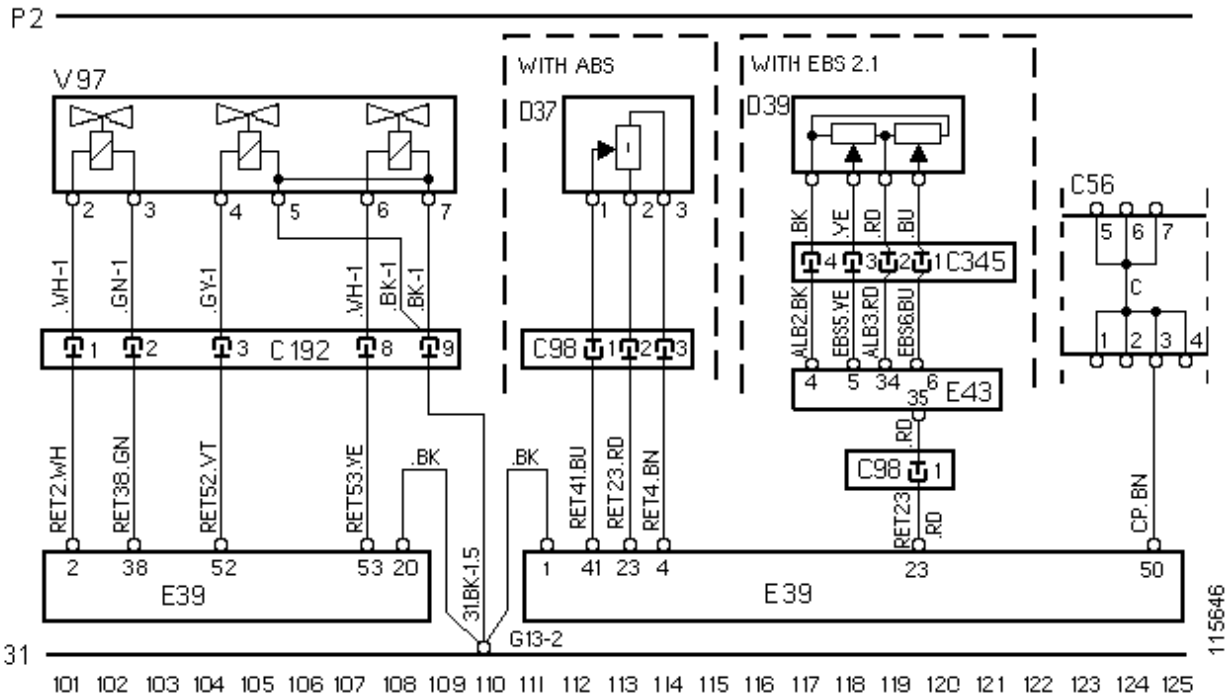 P2
WITH ABS
WITH EBS 2.1
V97
D37
D39
C56
2 3 4 5 6 7
1 2 3
5 6 7
.WH-1
.GN-1
.GY-1
.WH-1
.BK-1
.BK-1
.BK
.YE
.RD
.BU
C
4 3 2 1 C345
1 2 3 C192 8 9
C98 1 2 3
1 2 3 4
ALB2.BK
EBS5.YE
ALB3.RD
EBS6.BU
4 5 34 6
35
E43
.RD
C98 1
RET2.WH
RET38.GN
RET52.VT
RET53.YE
.BK
.BK
RET41.BU
RET23.RD
RET4.BN
RET23
.RD
CP.BN
31.BK-1.5
2 38 52 53 20
E39
1 41 23 4 23 50
E39
G13-2
31
115646
101 102 103 104 105 106 107 108 109 110 111 112 113 114 115 116 117 118 119 120 121 122 123 124 125